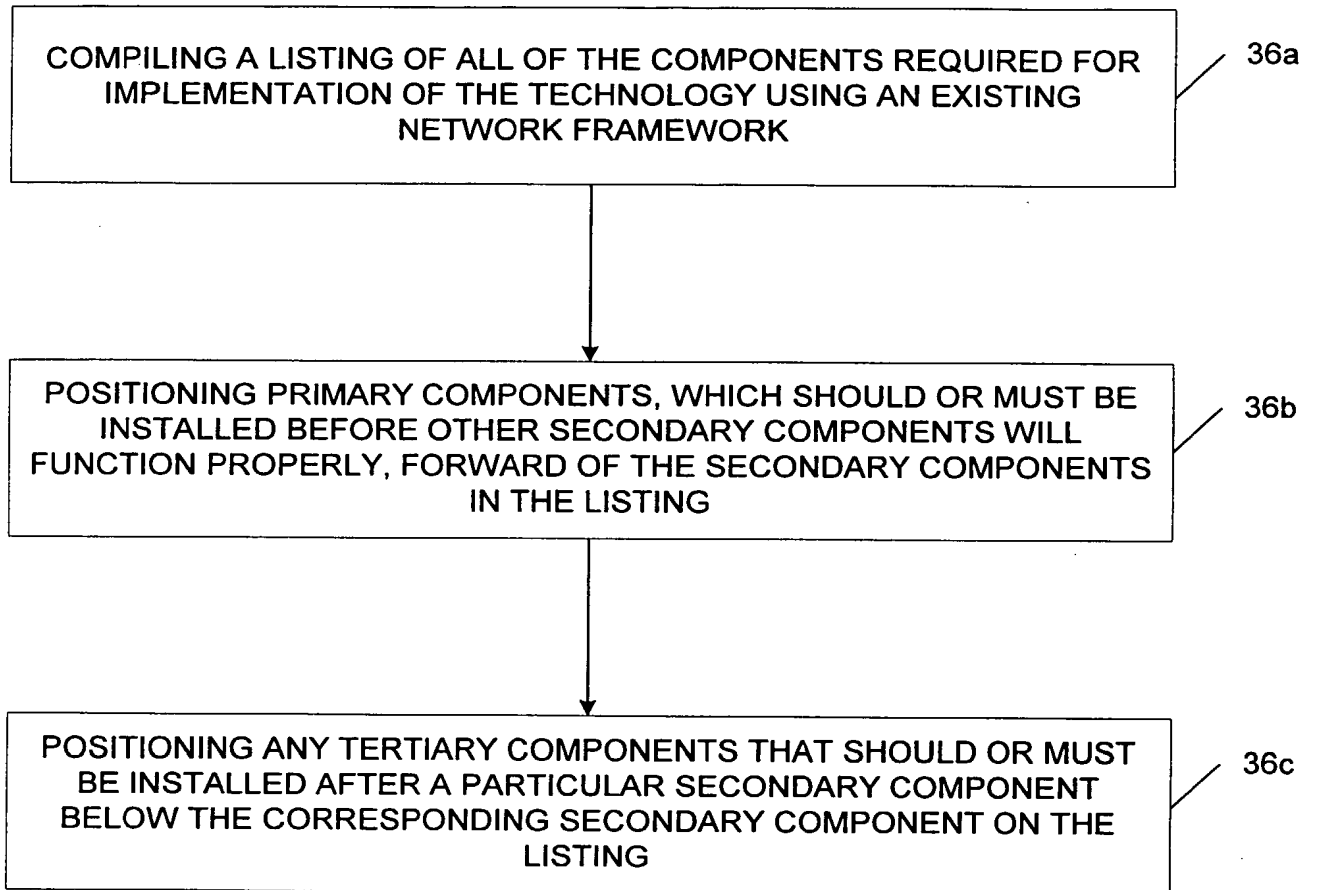 COMPILING A LISTING OF ALL OF THE COMPONENTS REQUIRED FOR
IMPLEMENTATION OF THE TECHNOLOGY USING AN EXISTING
NETWORK FRAMEWORK
36a
POSITIONING PRIMARY COMPONENTS, WHICH SHOULD OR MUST BE
INSTALLED BEFORE OTHER SECONDARY COMPONENTS WILL
FUNCTION PROPERLY, FORWARD OF THE SECONDARY COMPONENTS
IN THE LISTING
36b
POSITIONING ANY TERTIARY COMPONENTS THAT SHOULD OR MUST
BE INSTALLED AFTER A PARTICULAR SECONDARY COMPONENT
BELOW THE CORRESPONDING SECONDARY COMPONENT ON THE
LISTING
36c